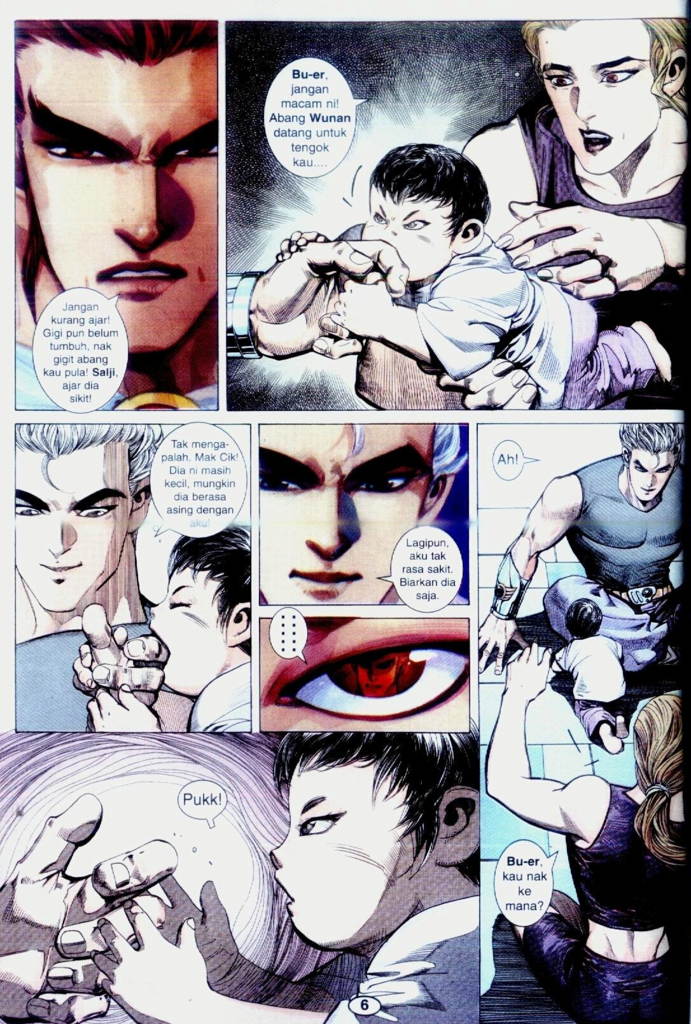 Jangan
kurang ajar!
Gigi pun belum
tumbuh, nak
gigit abang
kau pula! Salji,
ajar dia
sikit!
Bu-er,
jangan
macam ni!
Abang Wunan
datang untuk
tengok
kau....
Tak menga-
palah. Mak Cik!
Dia ni masih
kecil, mungkin
dia berasa
asing dengan
aku!
Lagipun,
aku tak
rasa sakit.
Biarkan dia
saja.
Ah!
Pukk!
Bu-er,
kau nak
ke
mana?
6